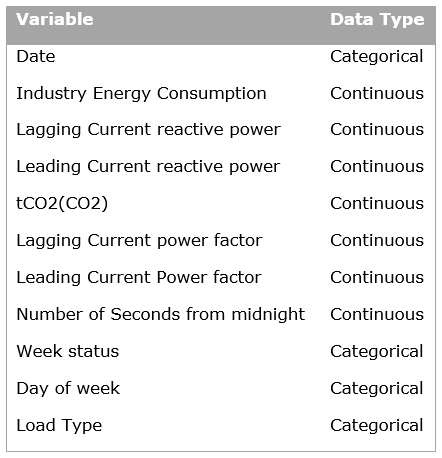 Variable Data Type
Date Categorical
Industry Energy Consumption Continuous
Lagging Current reactive power Continuous
Leading Current reactive power Continuous
tCO2(CO2) Continuous
Lagging Current power factor Continuous
Leading Current Power factor Continuous
Number of Seconds from midnight Continuous
Week status Categorical
Day of week Categorical
Load Type Categorical